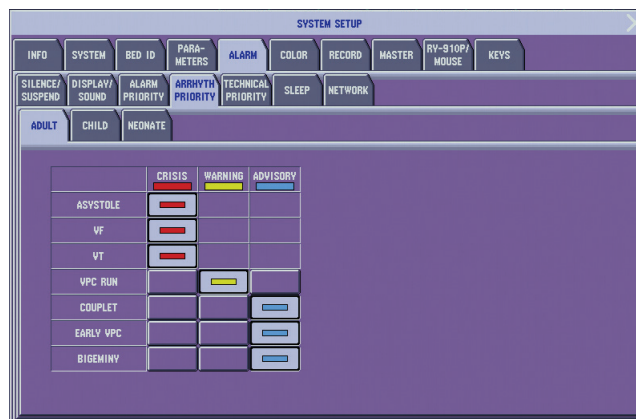 SYSTEM SETUP
INFO SYSTEM BED ID PARA-METERS ALARM COLOR RECORD MASTER RY-910P/MOUSE KEYS
SILENCE/SUSPEND DISPLAY/SOUND ALARM PRIORITY ARRHYTH PRIORITY TECHNICAL PRIORITY SLEEP NETWORK
ADULT CHILD NEONATE
CRISIS WARNING ADVISORY
ASYSTOLE
VF
VT
VPC RUN
COUPLET
EARLY VPC
BIGEMINY